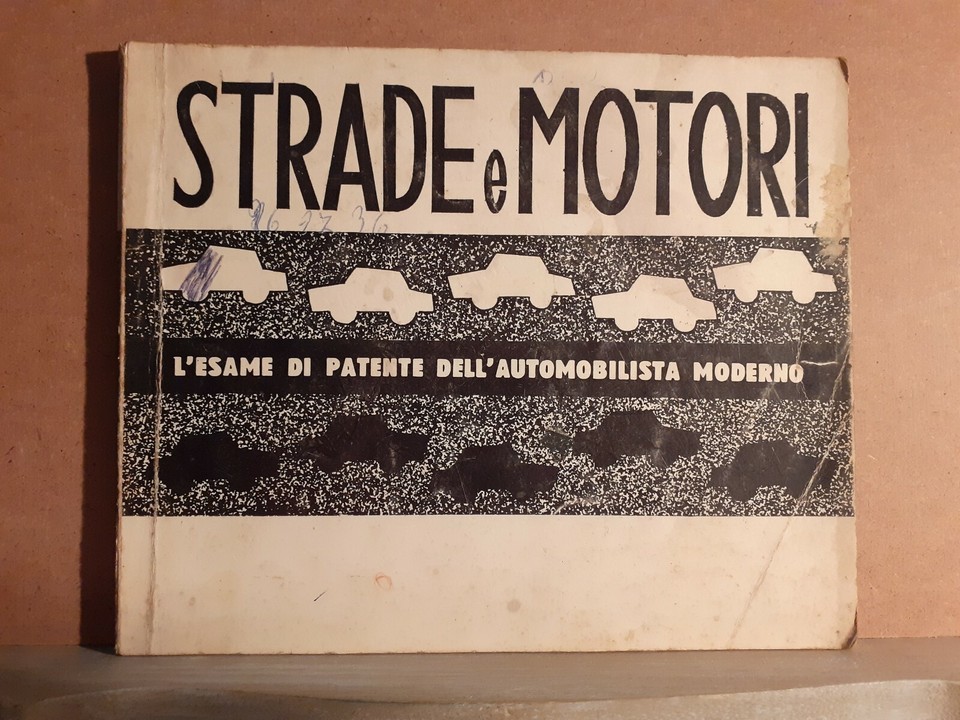 STRADE e MOTORI
L'ESAME DI PATENTE DELL'AUTOMOBILISTA MODERNO